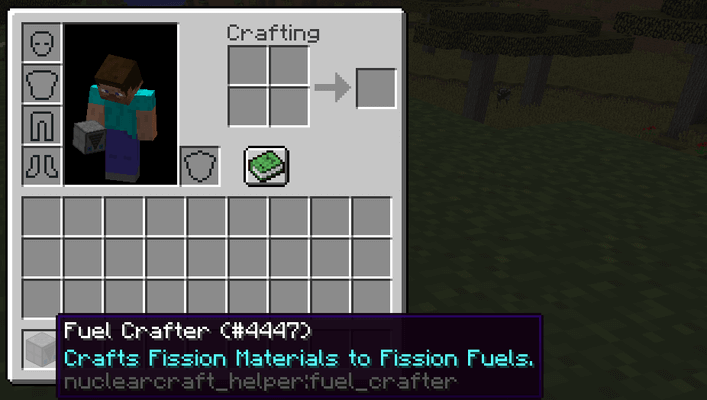 Crafting
Fuel Crafter (#4447)
Crafts Fission Materials to Fission Fuels.
nuclearcraft_helper:fuel_crafter